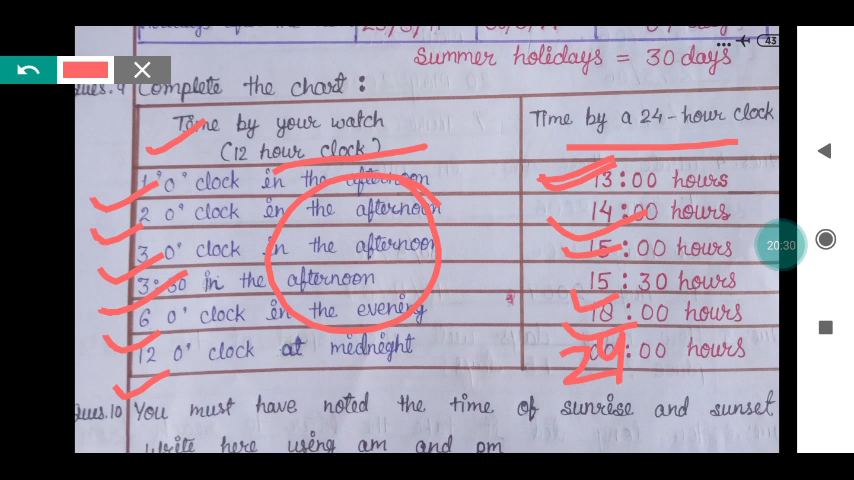 43
Summer holidays = 30 days
Ques.9 Complete the chart :
Time by your watch
(12 hour clock)
Time by a 24-hour clock
1 o' clock in the afternoon 13:00 hours
2 o' clock in the afternoon 14:00 hours
3 o' clock in the afternoon 15:00 hours
3:30 in the afternoon 15:30 hours
6 o' clock in the evening 18:00 hours
12 o' clock at midnight 00:00 hours
24
20:30
Ques.10 You must have noted the time of sunrise and sunset
write here using am and pm